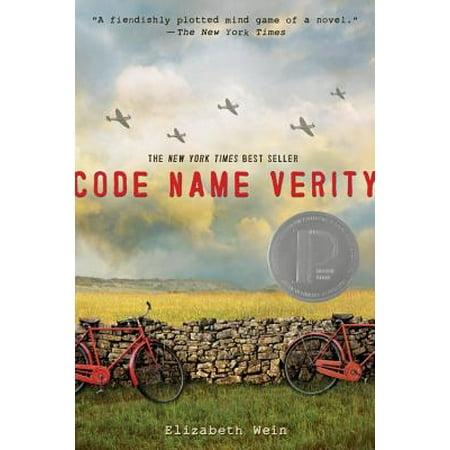 "A fiendishly plotted mind game of a novel."
—The New York Times
THE NEW YORK TIMES BEST SELLER
CODE NAME VERITY
P
Elizabeth Wein